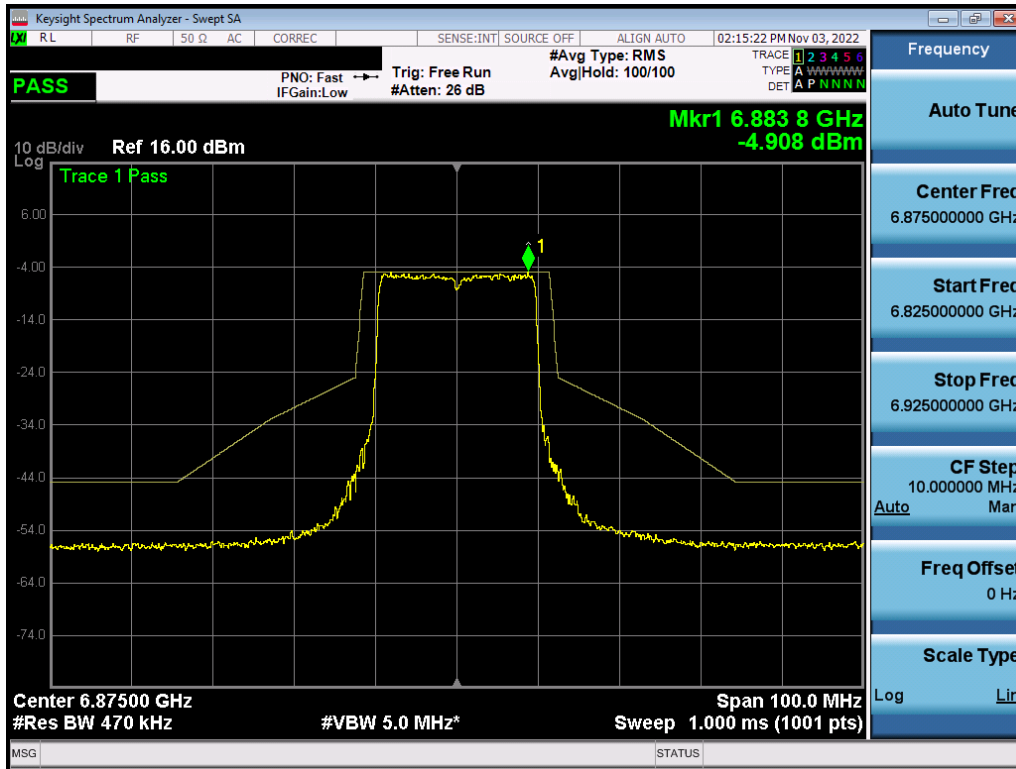 Keysight Spectrum Analyzer - Swept SA
LXI RL RF 50 Ω AC CORREC SENSE:INT SOURCE OFF ALIGN AUTO 02:15:22 PM Nov 03, 2022
PASS
PNO: Fast
IFGain:Low
Trig: Free Run
#Atten: 26 dB
#Avg Type: RMS
Avg|Hold: 100/100
TRACE 1 2 3 4 5 6
TYPE A WWWWW
DET A P N N N N
Mkr1 6.883 8 GHz
-4.908 dBm
10 dB/div Ref 16.00 dBm
Log
Trace 1 Pass
1
6.00
-4.00
-14.0
-24.0
-34.0
-44.0
-54.0
-64.0
-74.0
Center 6.87500 GHz Span 100.0 MHz
#Res BW 470 kHz #VBW 5.0 MHz* Sweep 1.000 ms (1001 pts)
MSG STATUS
Frequency
Auto Tune
Center Freq
6.875000000 GHz
Start Freq
6.825000000 GHz
Stop Freq
6.925000000 GHz
CF Step
10.000000 MHz
Auto Man
Freq Offset
0 Hz
Scale Type
Log Lin